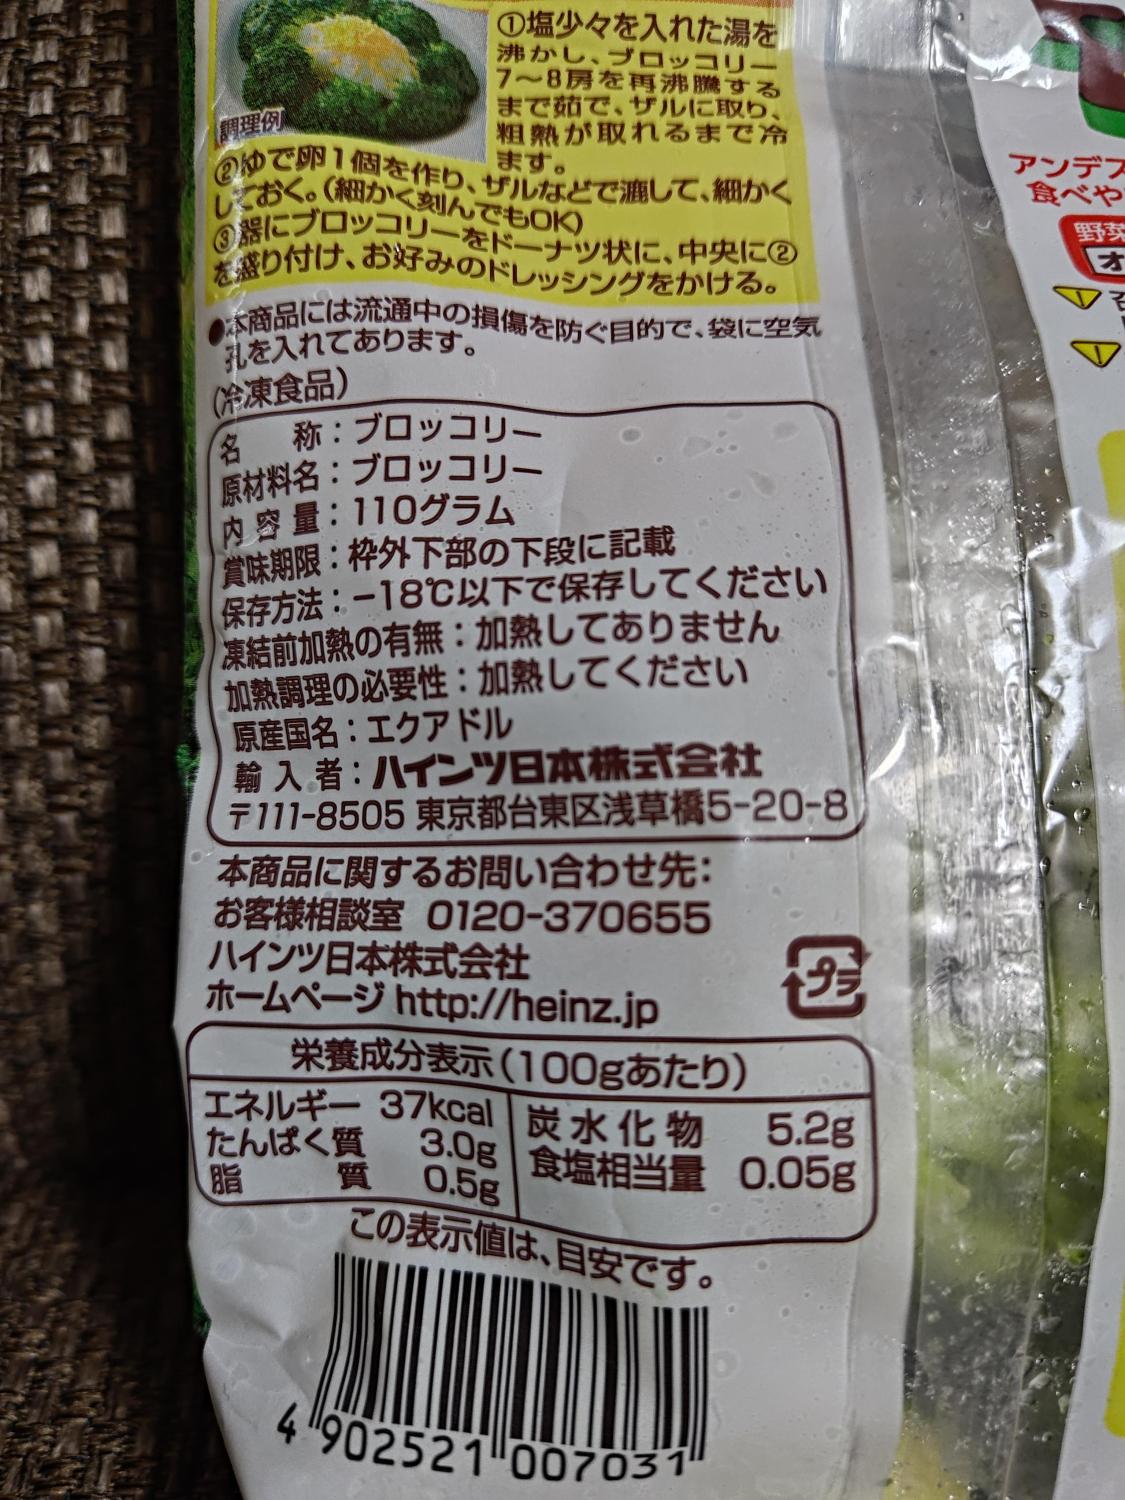 ①塩少々を入れた湯を
沸かし、ブロッコリー
7〜8房を再沸騰する
まで茹で、ザルに取り、
粗熱が取れるまで冷
ます。
調理例
②ゆで卵1個を作り、ザルなどで漉して、細かく
しておく。(細かく刻んでもOK)
③器にブロッコリーをドーナツ状に、中央に②
を盛り付け、お好みのドレッシングをかける。
●本商品には流通中の損傷を防ぐ目的で、袋に空気
孔を入れてあります。
(冷凍食品)
名称:ブロッコリー
原材料名:ブロッコリー
内容量:110グラム
賞味期限:枠外下部の下段に記載
保存方法:−18℃以下で保存してください
凍結前加熱の有無:加熱してありません
加熱調理の必要性:加熱してください
原産国名:エクアドル
輸入者:ハインツ日本株式会社
〒111-8505 東京都台東区浅草橋5-20-8
本商品に関するお問い合わせ先:
お客様相談室 0120-370655
ハインツ日本株式会社
ホームページ http://heinz.jp
プラ
栄養成分表示(100gあたり)
エネルギー 37kcal
たんぱく質 3.0g
脂質 0.5g
炭水化物 5.2g
食塩相当量 0.05g
この表示値は、目安です。
4 902521 007031
アンデス
食べや
野菜
オ